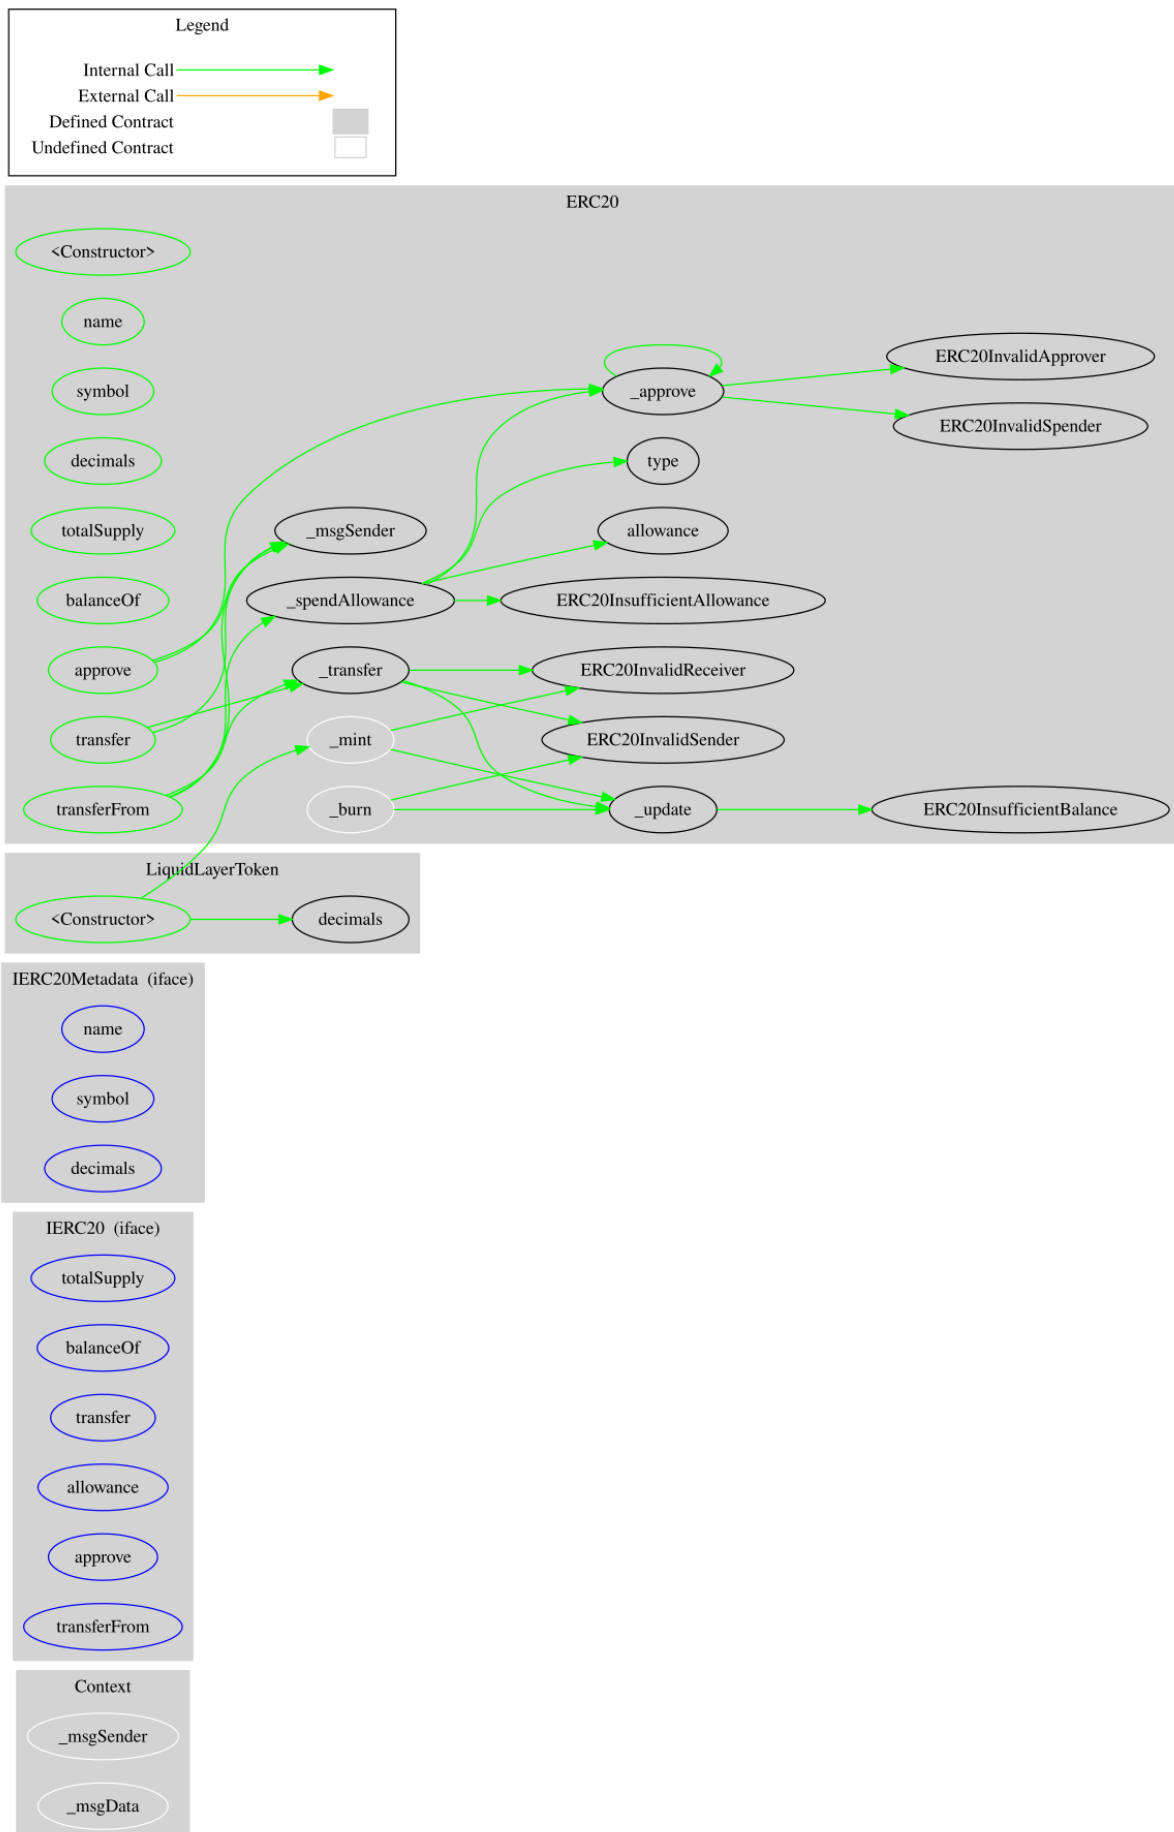 Legend
Internal Call
External Call
Defined Contract
Undefined Contract
ERC20
<Constructor>
name
symbol
decimals
totalSupply
balanceOf
approve
transfer
transferFrom
_msgSender
_spendAllowance
_transfer
_mint
_burn
_approve
type
allowance
ERC20InsufficientAllowance
ERC20InvalidReceiver
ERC20InvalidSender
_update
ERC20InvalidApprover
ERC20InvalidSpender
ERC20InsufficientBalance
LiquidLayerToken
<Constructor>
decimals
IERC20Metadata (iface)
name
symbol
decimals
IERC20 (iface)
totalSupply
balanceOf
transfer
allowance
approve
transferFrom
Context
_msgSender
_msgData